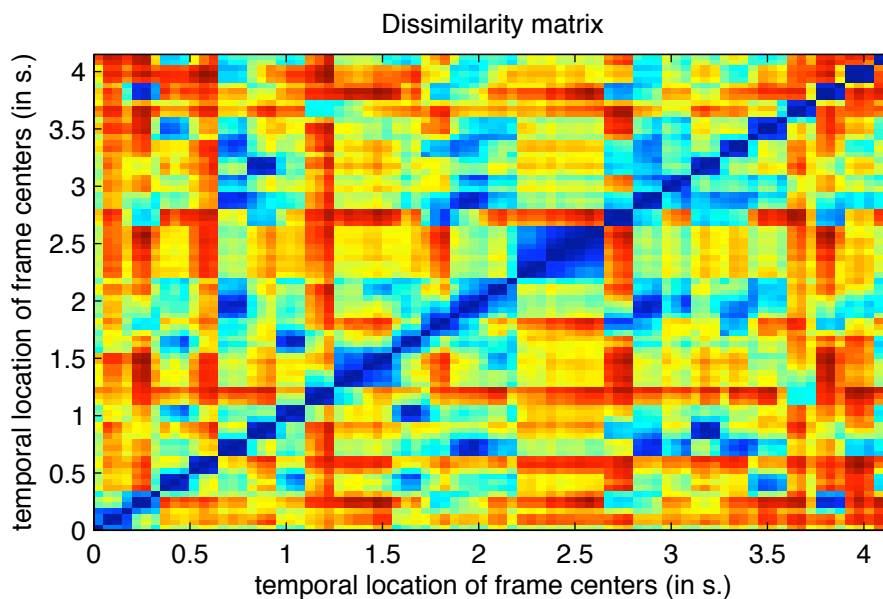 Dissimilarity matrix
temporal location of frame centers (in s.)
4
3.5
3
2.5
2
1.5
1
0.5
0
0 0.5 1 1.5 2 2.5 3 3.5 4
temporal location of frame centers (in s.)